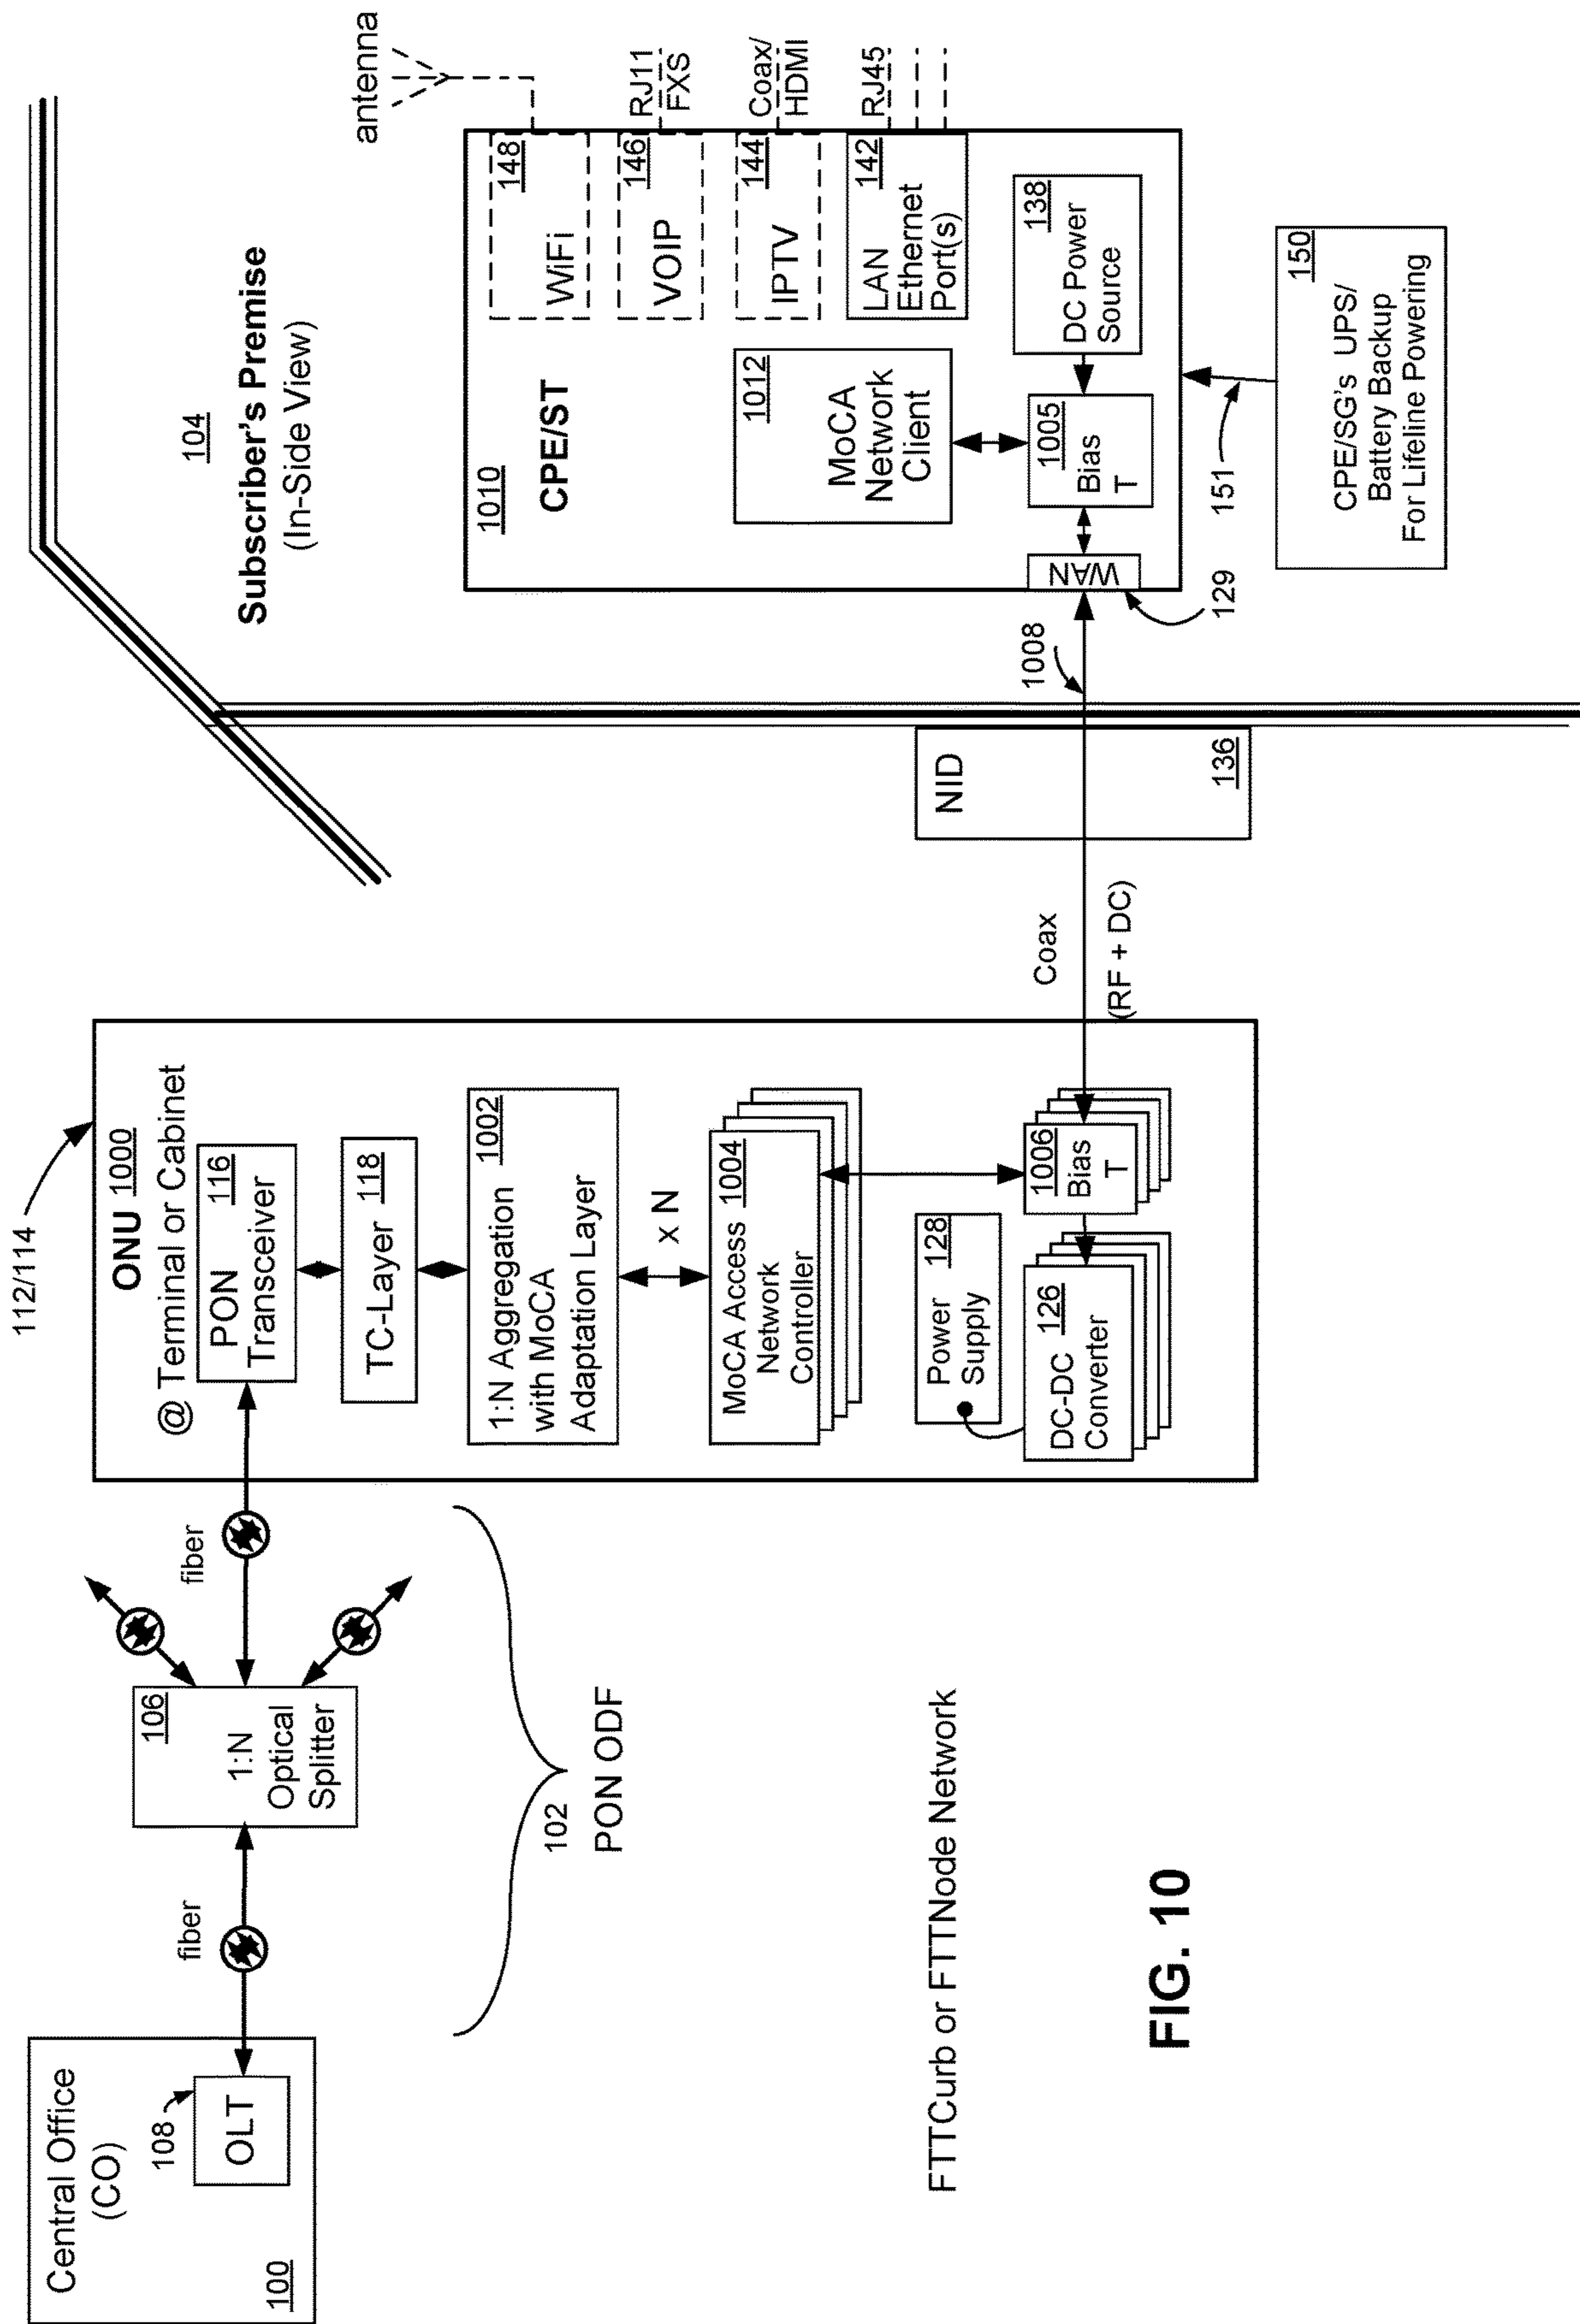 Central Office
(CO)
108
OLT
100
fiber
106
1:N
Optical
Splitter
fiber
102
PON ODF
112/114
ONU 1000
@ Terminal or Cabinet
PON 116
Transceiver
TC-Layer 118
1:N Aggregation 1002
with MoCA
Adaptation Layer
x N
MoCA Access 1004
Network
Controller
Power 128
Supply
1006
Bias
T
DC-DC 126
Converter
Coax
(RF + DC)
NID
136
1008
104
Subscriber's Premise
(In-Side View)
1010
CPE/ST
WAN
129
MoCA 1012
Network
Client
1005
Bias
T
138
DC Power
Source
148
WiFi
146
VOIP
144
IPTV
142
LAN
Ethernet
Port(s)
antenna
RJ11
FXS
Coax/
HDMI
RJ45
151
150
CPE/SG's UPS/
Battery Backup
For Lifeline Powering
FTTCurb or FTTNode Network
FIG. 10